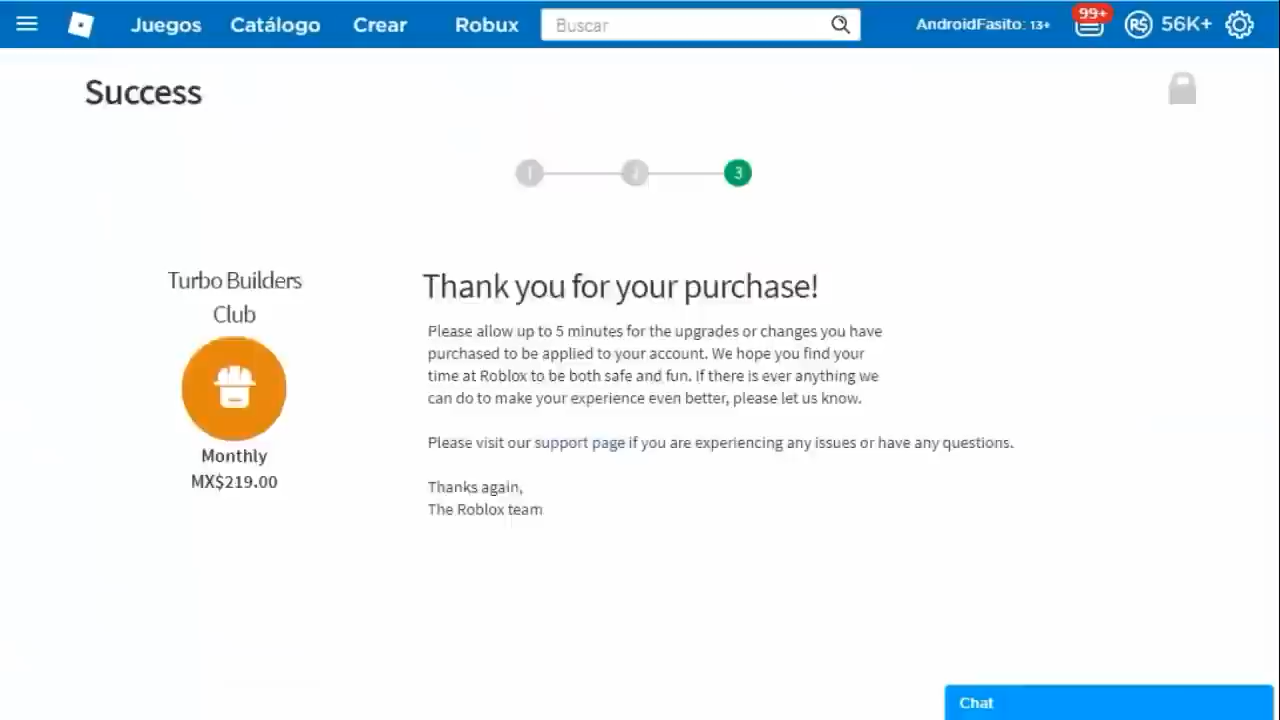 Juegos Catálogo Crear Robux Buscar AndroidFasito: 13+ 99+ R$ 56K+
Success
1 2 3
Turbo Builders
Club
Monthly
MX$219.00
Thank you for your purchase!
Please allow up to 5 minutes for the upgrades or changes you have
purchased to be applied to your account. We hope you find your
time at Roblox to be both safe and fun. If there is ever anything we
can do to make your experience even better, please let us know.
Please visit our support page if you are experiencing any issues or have any questions.
Thanks again,
The Roblox team
Chat